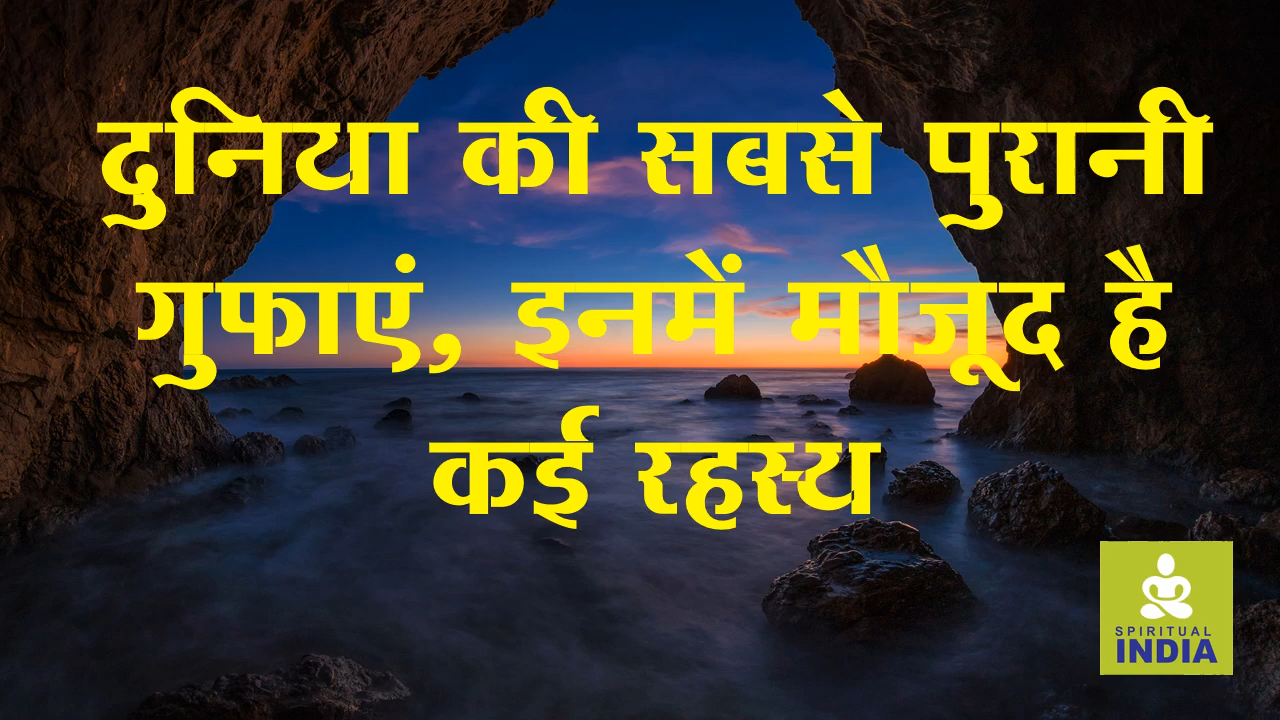 दुनिया की सबसे पुरानी
गुफाएं, इनमें मौजूद है
कई रहस्य
SPIRITUAL
INDIA